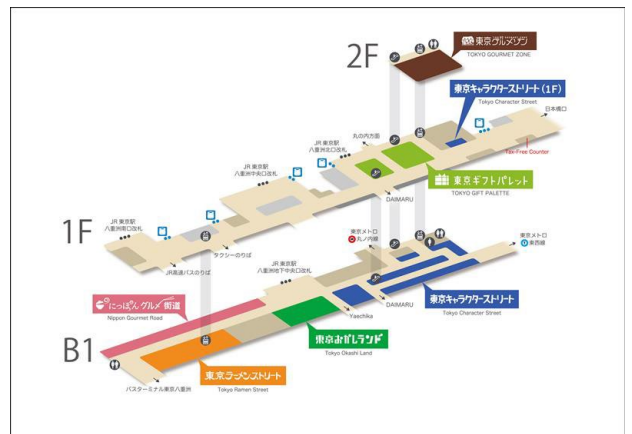 2F
東京グルメゾン
TOKYO GOURMET ZONE
東京キャラクターストリート(1F)
Tokyo Character Street
日本橋口
丸の内方面
JR 東京駅
八重洲北口改札
Tax-Free Counter
JR 東京駅
八重洲中央口改札
東京ギフトパレット
TOKYO GIFT PALETTE
DAIMARU
1F
JR 東京駅
八重洲南口改札
タクシーのりば
JR高速バスのりば
東京メトロ
丸ノ内線
東京メトロ
東西線
JR 東京駅
八重洲地下中央口改札
にっぽん グルメ 街道
Nippon Gourmet Road
DAIMARU
東京キャラクターストリート
Tokyo Character Street
Yaechika
B1
東京おかしランド
Tokyo Okashi Land
東京ラーメンストリート
Tokyo Ramen Street
バスターミナル東京八重洲